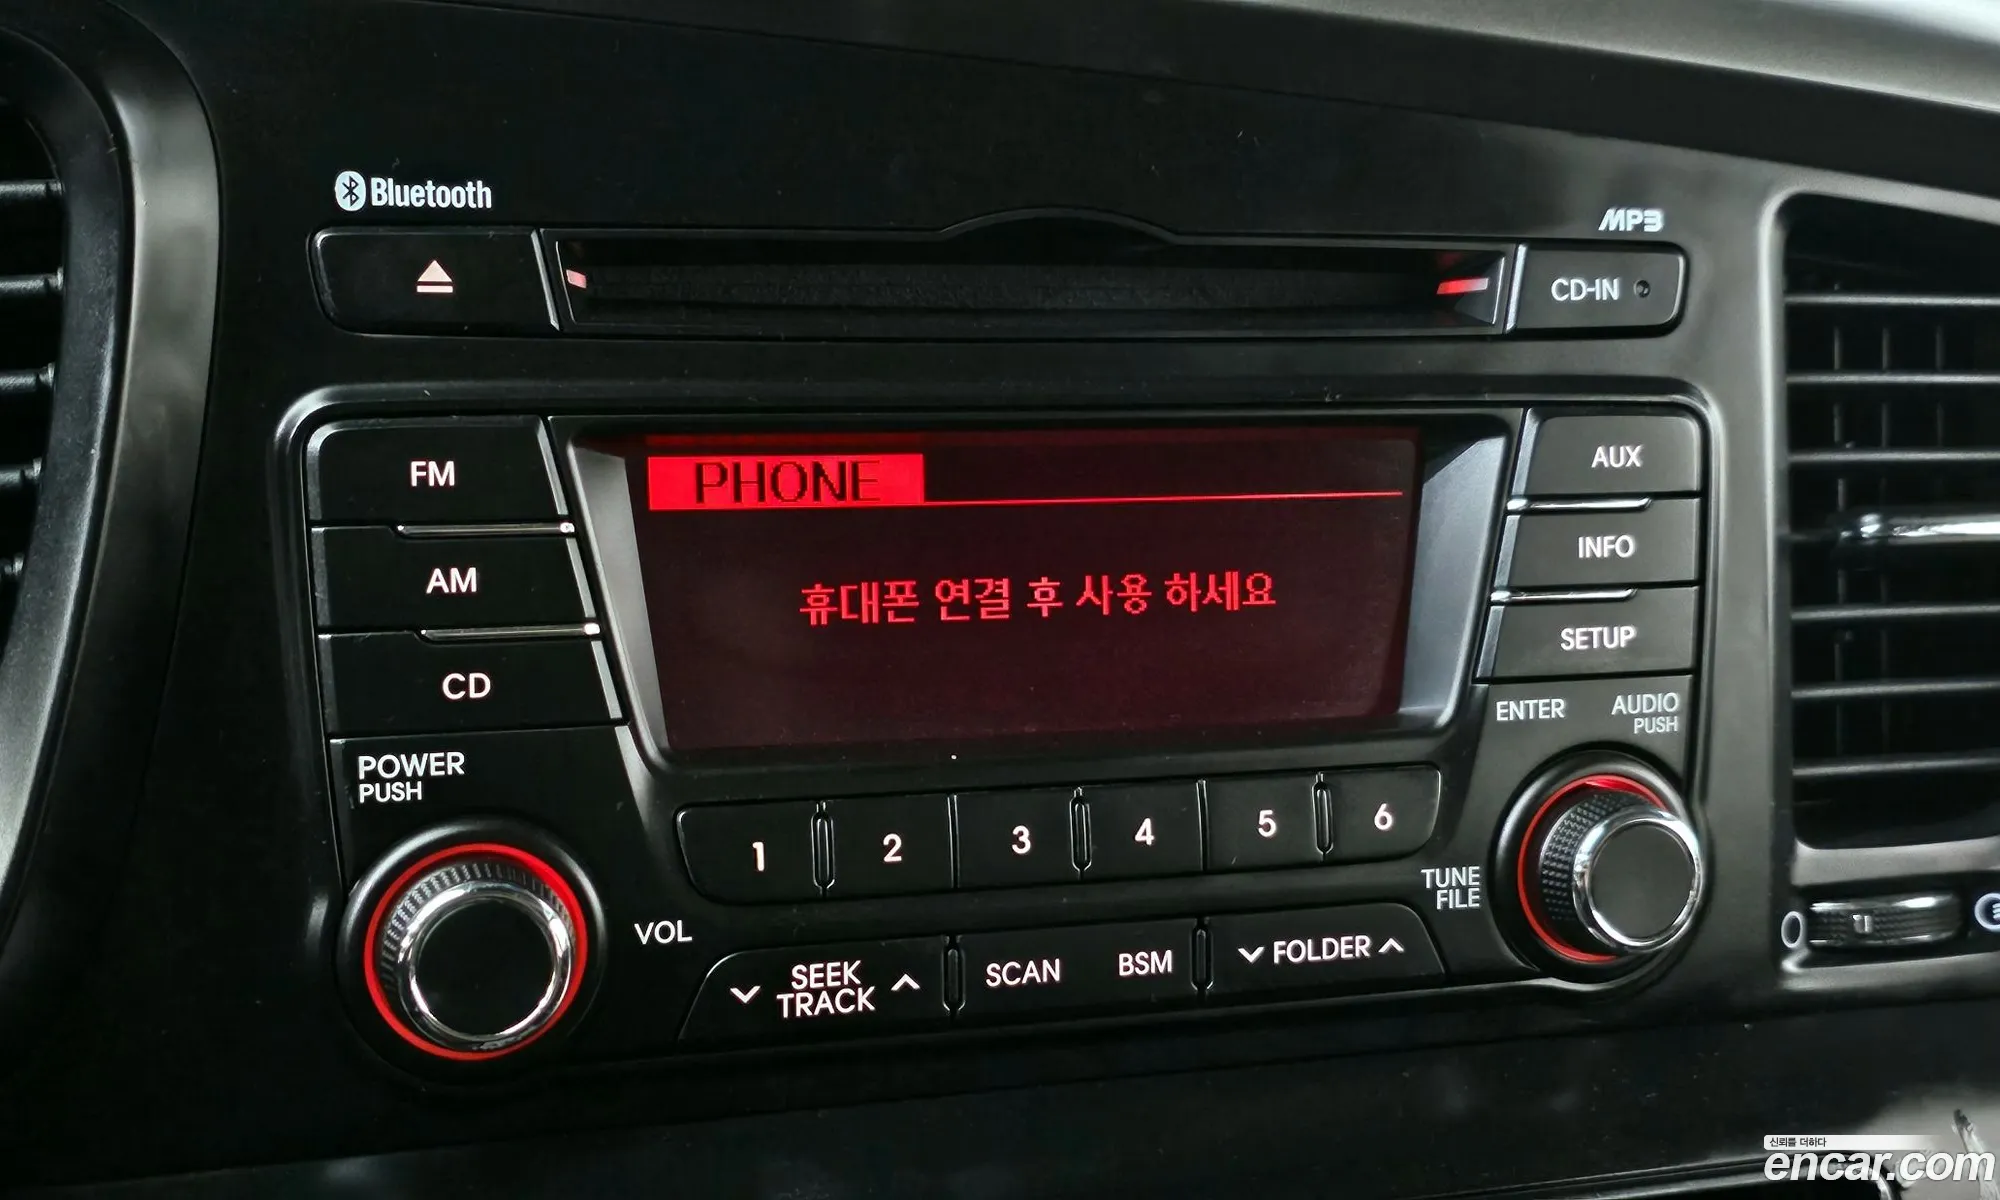 Bluetooth
MP3
CD-IN
FM
AM
CD
PHONE
휴대폰 연결 후 사용 하세요
AUX
INFO
SETUP
ENTER
AUDIO
PUSH
POWER
PUSH
VOL
1 2 3 4 5 6
TUNE
FILE
SEEK
TRACK
SCAN
BSM
FOLDER
0
신뢰를 더하다
encar.com